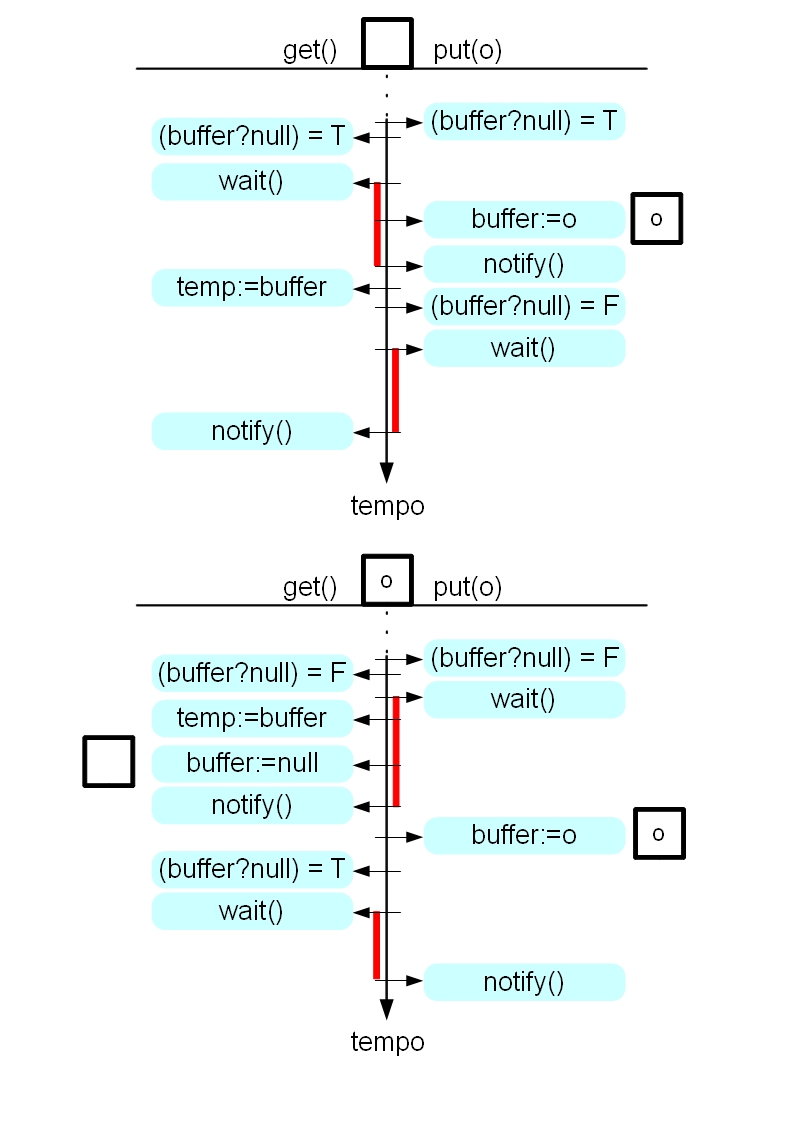 get() put(o)
(buffer?null) = T
(buffer?null) = T
wait()
buffer:=o o
notify()
temp:=buffer
(buffer?null) = F
wait()
notify()
tempo
get() o put(o)
(buffer?null) = F
(buffer?null) = F
wait()
temp:=buffer
buffer:=null
notify()
buffer:=o o
(buffer?null) = T
wait()
notify()
tempo